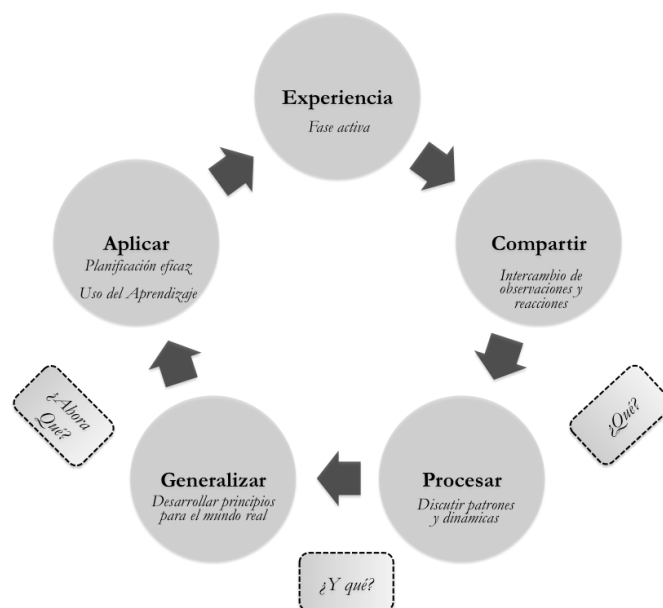 Experiencia
Fase activa
Compartir
Intercambio de
observaciones y
reacciones
¿Qué?
Procesar
Discutir patrones
y dinámicas
¿Y qué?
Generalizar
Desarrollar principios
para el mundo real
¿Ahora
Qué?
Aplicar
Planificación eficaz
Uso del Aprendizaje